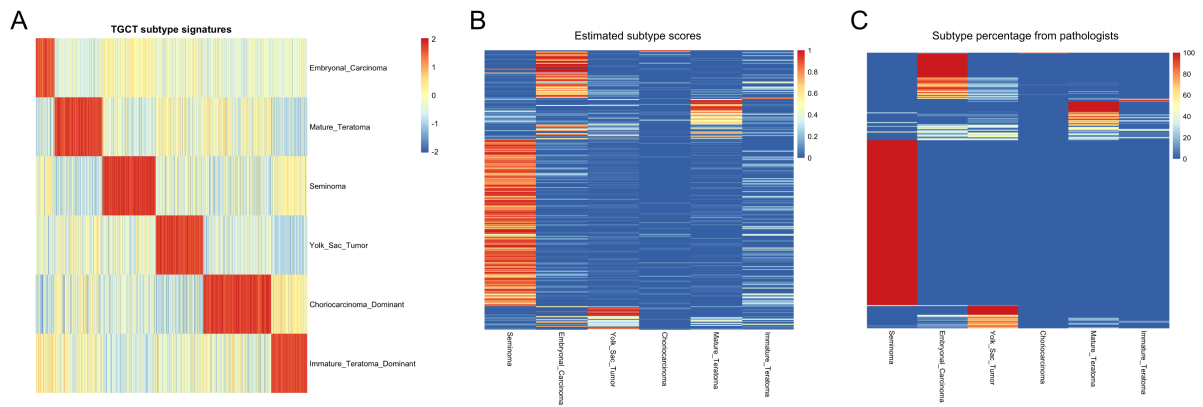 A
TGCT subtype signatures
Embryonal_Carcinoma
Mature_Teratoma
Seminoma
Yolk_Sac_Tumor
Choriocarcinoma_Dominant
Immature_Teratoma_Dominant
2
1
0
-1
-2
B
Estimated subtype scores
1
0.8
0.6
0.4
0.2
0
Seminoma
Embryonal_Carcinoma
Yolk_Sac_Tumor
Choriocarcinoma
Mature_Teratoma
Immature_Teratoma
C
Subtype percentage from pathologists
100
80
60
40
20
0
Seminoma
Embryonal_Carcinoma
Yolk_Sac_Tumor
Choriocarcinoma
Mature_Teratoma
Immature_Teratoma